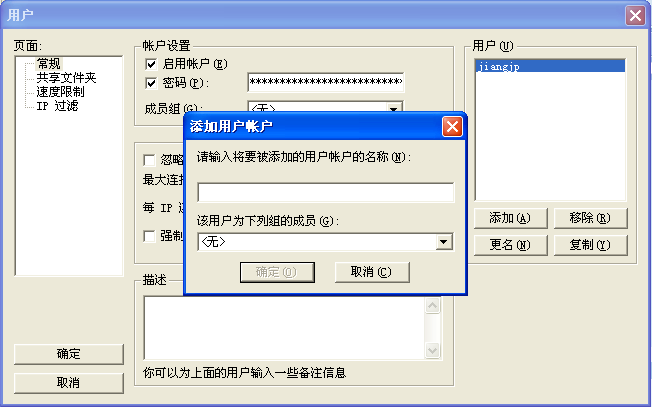 用户
页面:
常规
共享文件夹
速度限制
IP 过滤
确定
取消
帐户设置
启用帐户(E)
密码(P):
成员组(G):
<无>
忽略
最大连接
每 IP
强制
描述
你可以为上面的用户输入一些备注信息
添加用户帐户
请输入将要被添加的用户帐户的名称(N):
该用户为下列组的成员(G):
<无>
确定(O)
取消(C)
用户(U)
jiangjp
添加(A) 移除(R)
更名(N) 复制(Y)